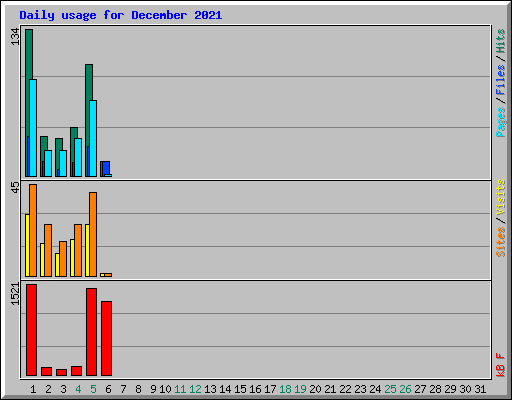 Daily usage for December 2021
134
Pages/Files/Hits
45
Sites/Visits
1521
kB F
1 2 3 4 5 6 7 8 9 10 11 12 13 14 15 16 17 18 19 20 21 22 23 24 25 26 27 28 29 30 31